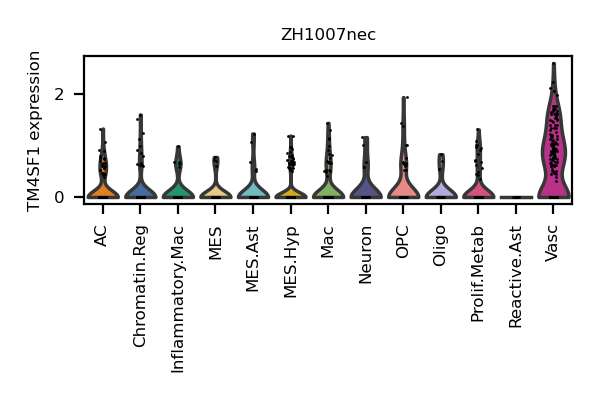 ZH1007nec
TM4SF1 expression
2
0
AC
Chromatin.Reg
Inflammatory.Mac
MES
MES.Ast
MES.Hyp
Mac
Neuron
OPC
Oligo
Prolif.Metab
Reactive.Ast
Vasc